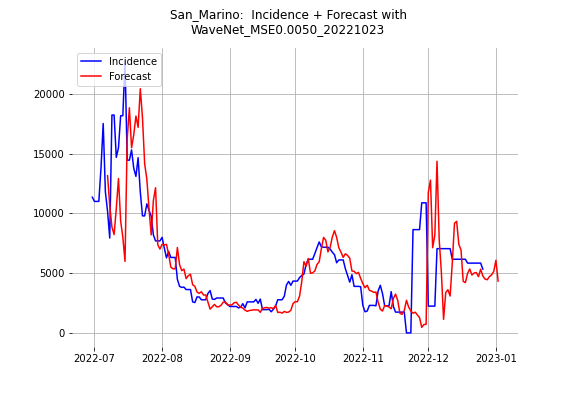 San_Marino:  Incidence + Forecast with
WaveNet_MSE0.0050_20221023
Incidence
Forecast
20000
15000
10000
5000
0
2022-07 2022-08 2022-09 2022-10 2022-11 2022-12 2023-01